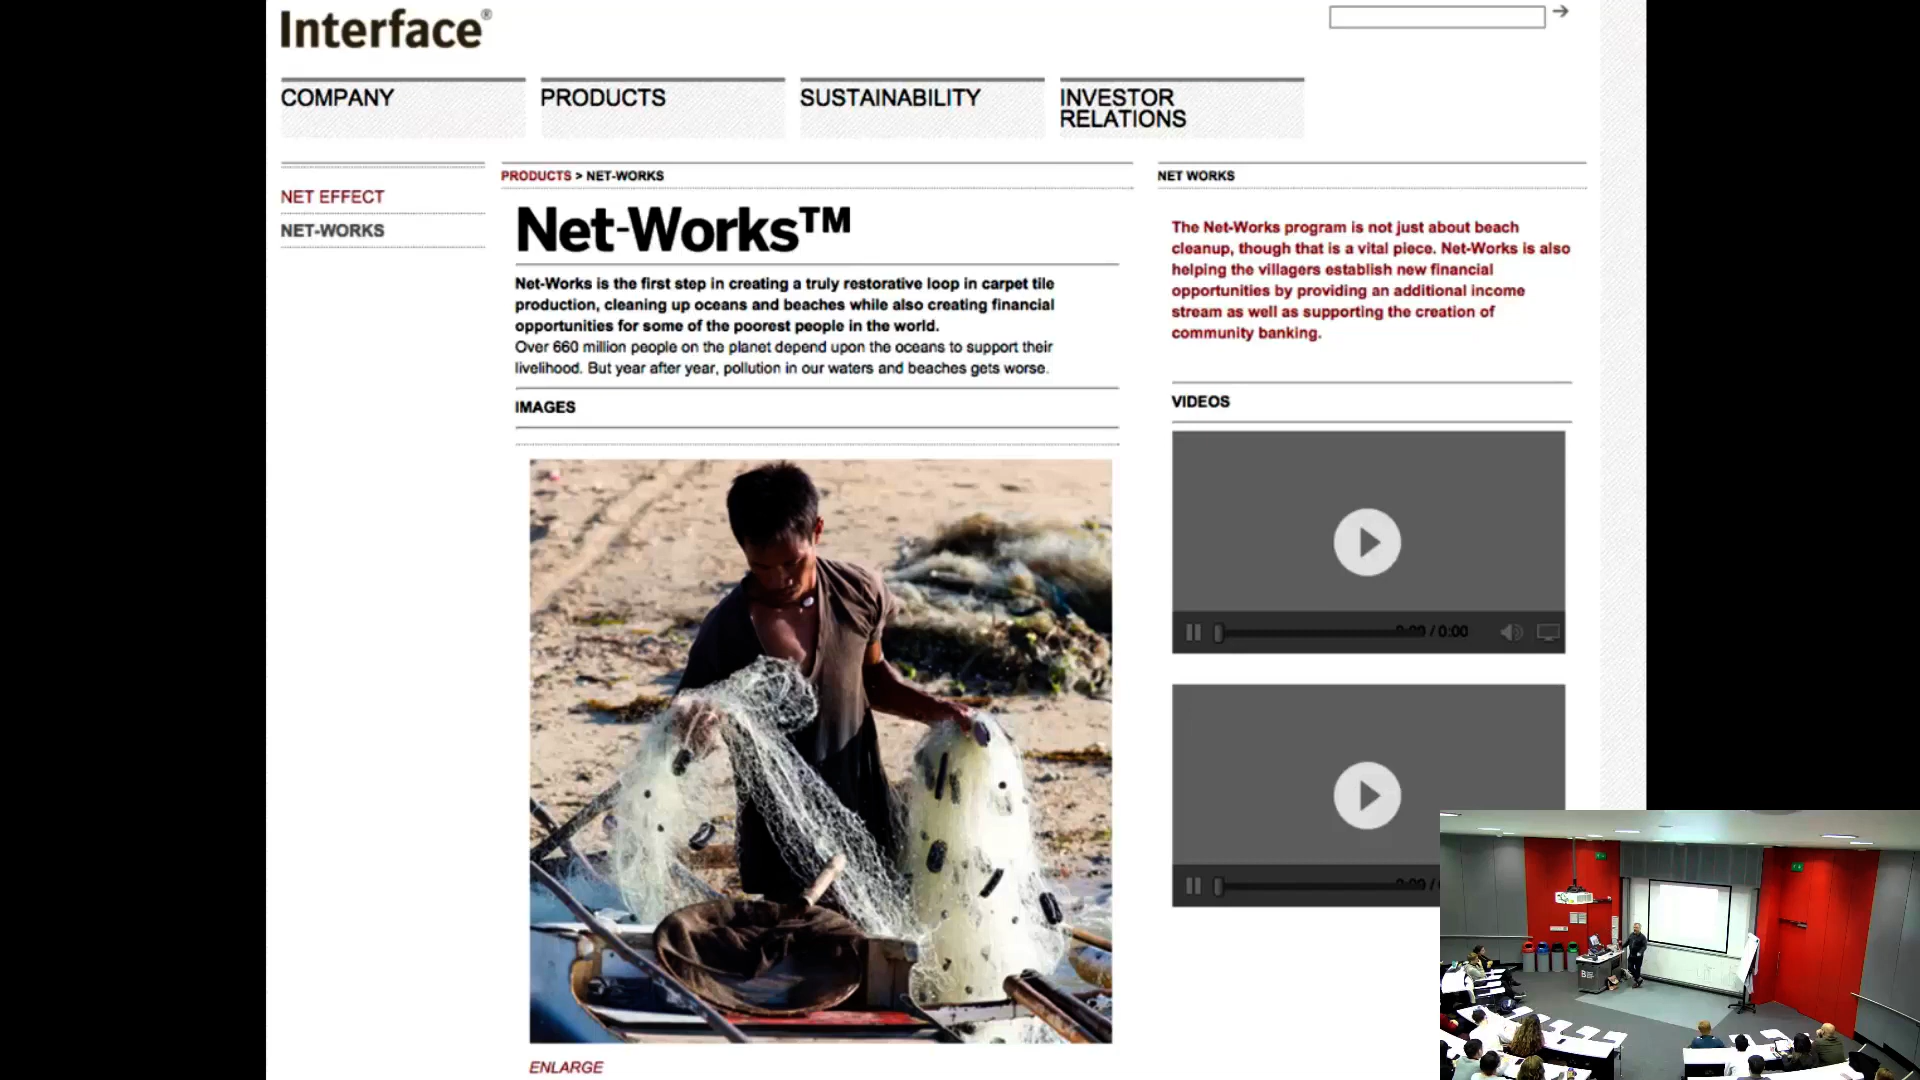 Interface®
COMPANY
PRODUCTS
SUSTAINABILITY
INVESTOR
RELATIONS
NET EFFECT
NET-WORKS
PRODUCTS > NET-WORKS
Net-Works™
Net-Works is the first step in creating a truly restorative loop in carpet tile
production, cleaning up oceans and beaches while also creating financial
opportunities for some of the poorest people in the world.
Over 660 million people on the planet depend upon the oceans to support their
livelihood. But year after year, pollution in our waters and beaches gets worse.
IMAGES
ENLARGE
NET WORKS
The Net-Works program is not just about beach
cleanup, though that is a vital piece. Net-Works is also
helping the villagers establish new financial
opportunities by providing an additional income
stream as well as supporting the creation of
community banking.
VIDEOS
0:00 / 0:00